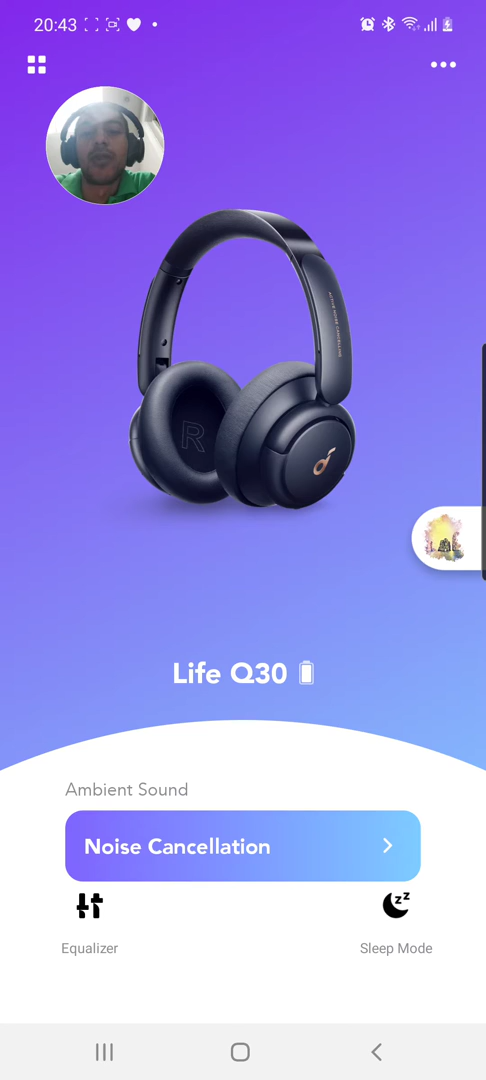 20:43
R
Life Q30
Ambient Sound
Noise Cancellation
Equalizer
Sleep Mode